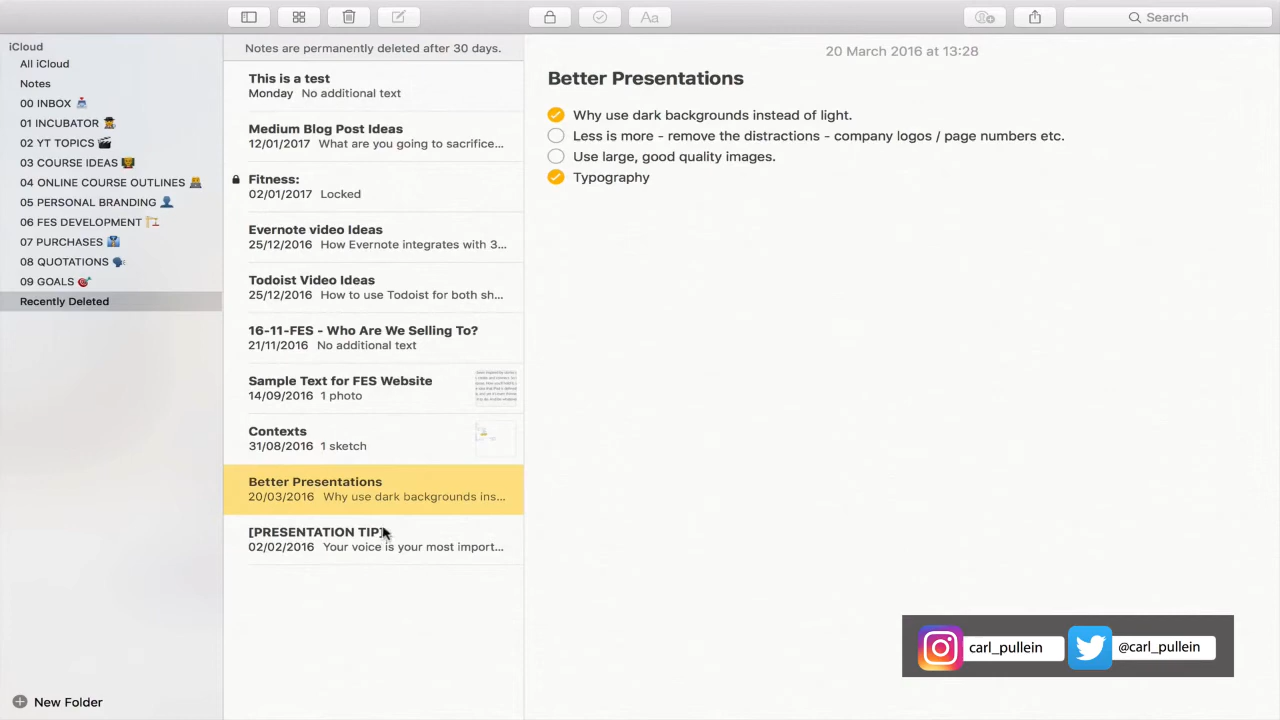 Search
iCloud
All iCloud
Notes
00 INBOX
01 INCUBATOR
02 YT TOPICS
03 COURSE IDEAS
04 ONLINE COURSE OUTLINES
05 PERSONAL BRANDING
06 FES DEVELOPMENT
07 PURCHASES
08 QUOTATIONS
09 GOALS
Recently Deleted
New Folder
Notes are permanently deleted after 30 days.
This is a test
Monday No additional text
Medium Blog Post Ideas
12/01/2017 What are you going to sacrifice...
Fitness:
02/01/2017 Locked
Evernote video Ideas
25/12/2016 How Evernote integrates with 3...
Todoist Video Ideas
25/12/2016 How to use Todoist for both sh...
16-11-FES - Who Are We Selling To?
21/11/2016 No additional text
Sample Text for FES Website
14/09/2016 1 photo
Contexts
31/08/2016 1 sketch
Better Presentations
20/03/2016 Why use dark backgrounds ins...
[PRESENTATION TIP]
02/02/2016 Your voice is your most import...
Aa
20 March 2016 at 13:28
Better Presentations
Why use dark backgrounds instead of light.
Less is more - remove the distractions - company logos / page numbers etc.
Use large, good quality images.
Typography
carl_pullein
@carl_pullein